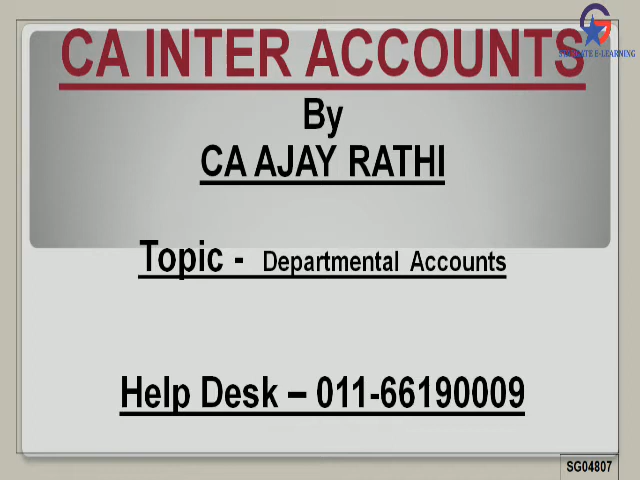 CA INTER ACCOUNTS
By
CA AJAY RATHI
Topic - Departmental Accounts
Help Desk – 011-66190009
SG04807